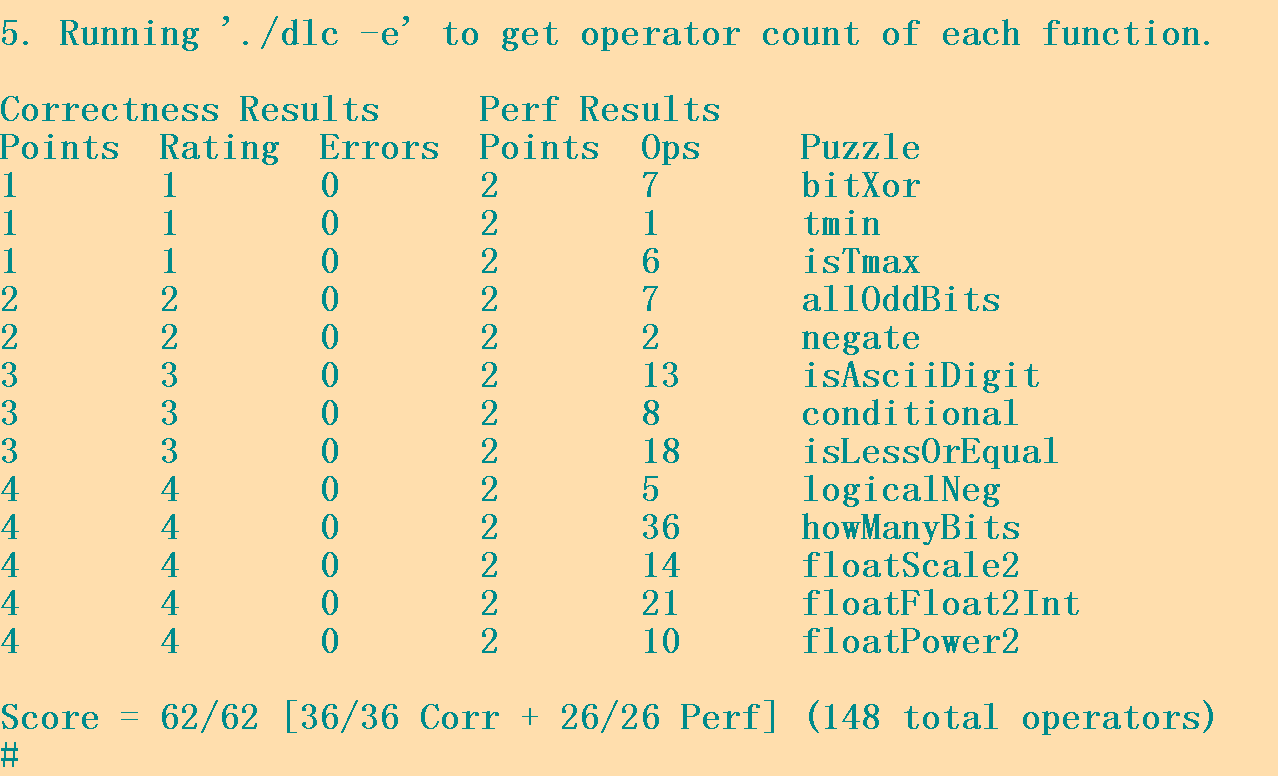 5. Running './dlc -e' to get operator count of each function.
Correctness Results     Perf Results
Points  Rating  Errors  Points  Ops     Puzzle
1       1       0       2       7       bitXor
1       1       0       2       1       tmin
1       1       0       2       6       isTmax
2       2       0       2       7       allOddBits
2       2       0       2       2       negate
3       3       0       2       13      isAsciiDigit
3       3       0       2       8       conditional
3       3       0       2       18      isLessOrEqual
4       4       0       2       5       logicalNeg
4       4       0       2       36      howManyBits
4       4       0       2       14      floatScale2
4       4       0       2       21      floatFloat2Int
4       4       0       2       10      floatPower2
Score = 62/62 [36/36 Corr + 26/26 Perf] (148 total operators)
#